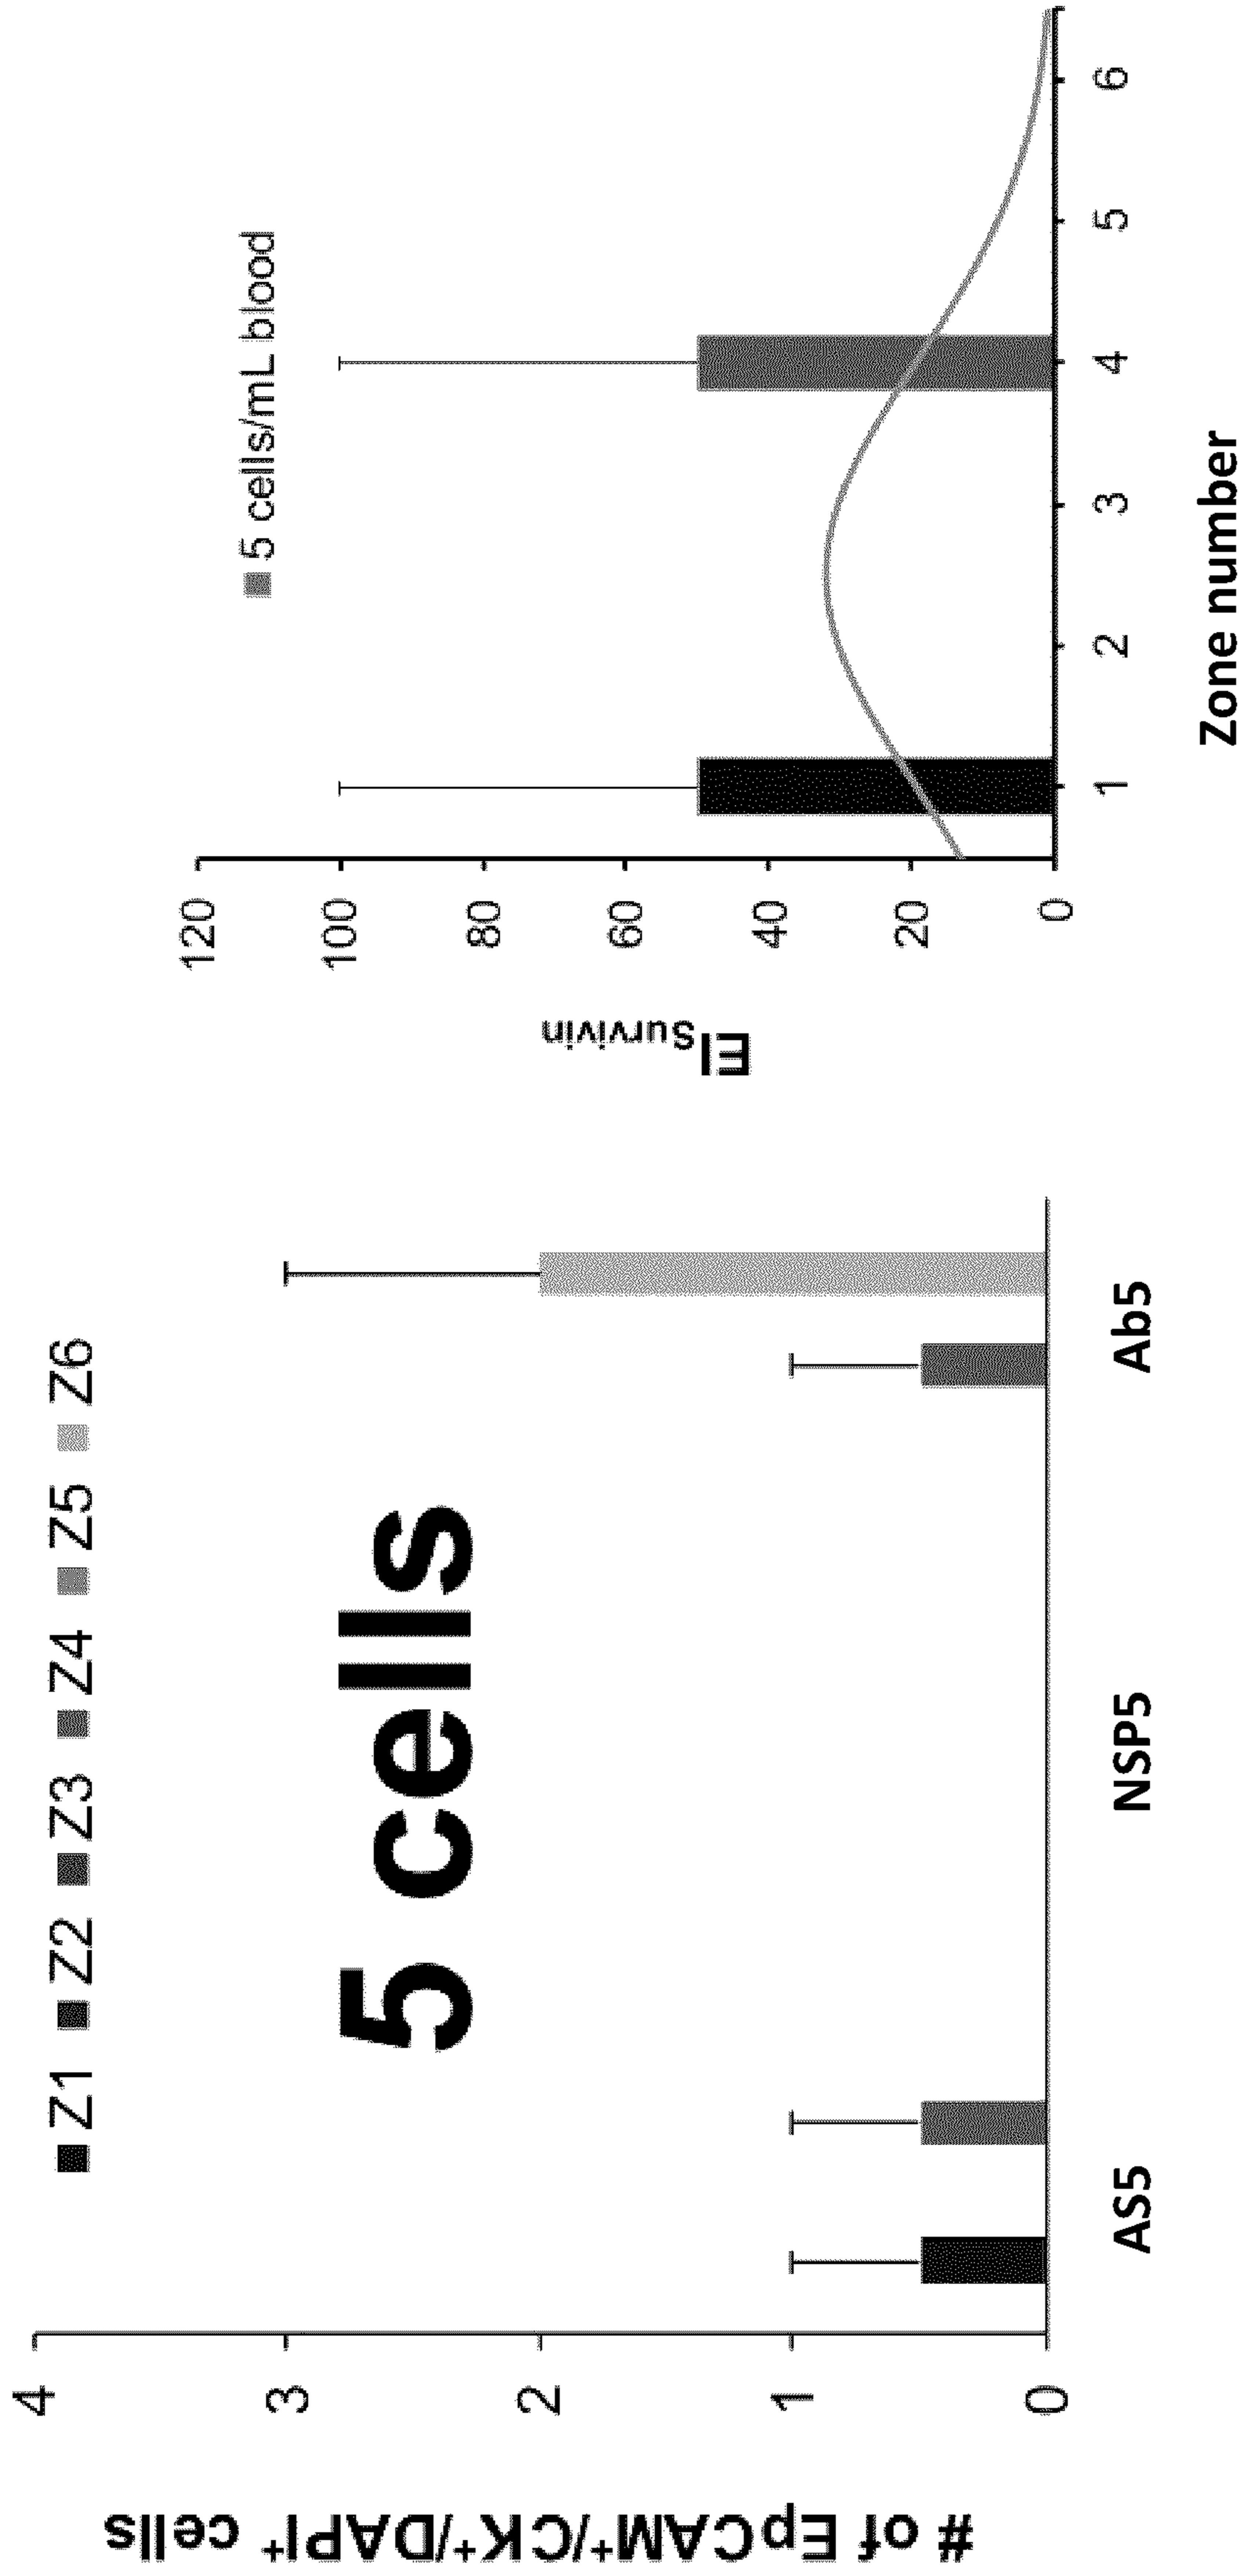 # of EpCAM⁺/CK⁺/DAPI⁺ cells
4
3
2
1
0
Z1 Z2 Z3 Z4 Z5 Z6
5 cells
AS5 NSP5 Ab5
EI Survivin
120
100
80
60
40
20
0
5 cells/mL blood
1 2 3 4 5 6
Zone number